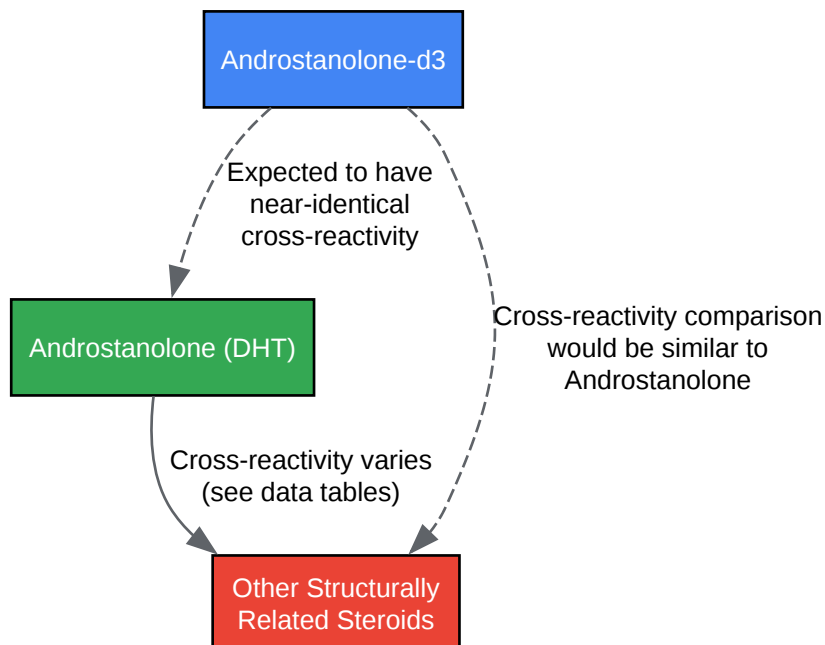 Androstanolone-d3
Expected to have
near-identical
cross-reactivity
Androstanolone (DHT)
Cross-reactivity comparison
would be similar to
Androstanolone
Cross-reactivity varies
(see data tables)
Other Structurally
Related Steroids